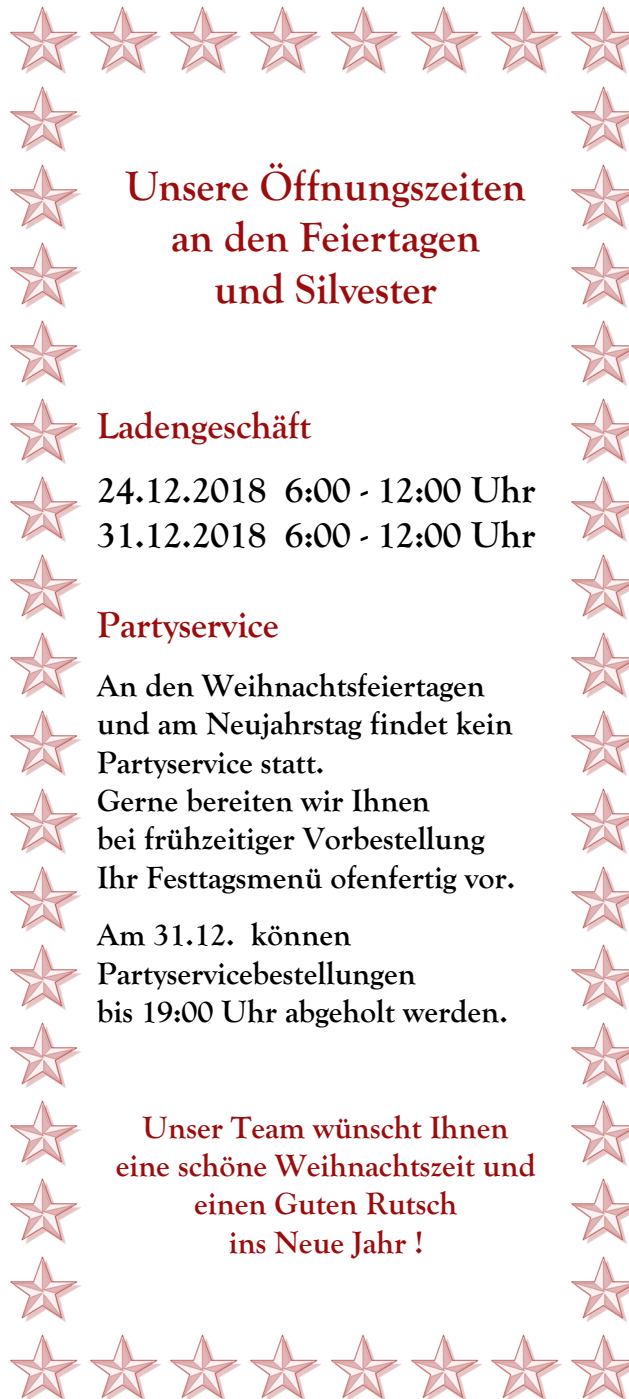 Unsere Öffnungszeiten
an den Feiertagen
und Silvester
Ladengeschäft
24.12.2018  6:00 - 12:00 Uhr
31.12.2018  6:00 - 12:00 Uhr
Partyservice
An den Weihnachtsfeiertagen
und am Neujahrstag findet kein
Partyservice statt.
Gerne bereiten wir Ihnen
bei frühzeitiger Vorbestellung
Ihr Festtagsmenü ofenfertig vor.
Am 31.12.  können
Partyservicebestellungen
bis 19:00 Uhr abgeholt werden.
Unser Team wünscht Ihnen
eine schöne Weihnachtszeit und
einen Guten Rutsch
ins Neue Jahr !